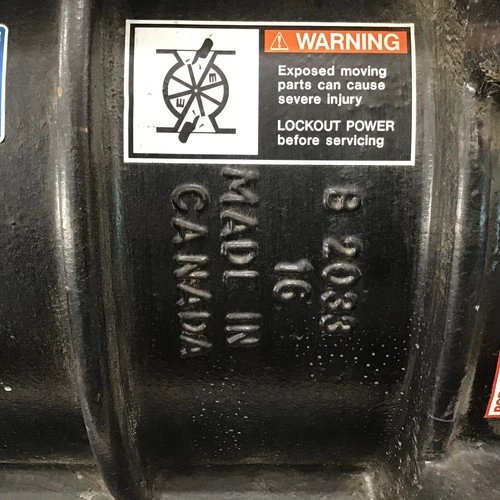 WARNING
Exposed moving
parts can cause
severe injury
LOCKOUT POWER
before servicing
B 2033
16
MADE IN
CANADA